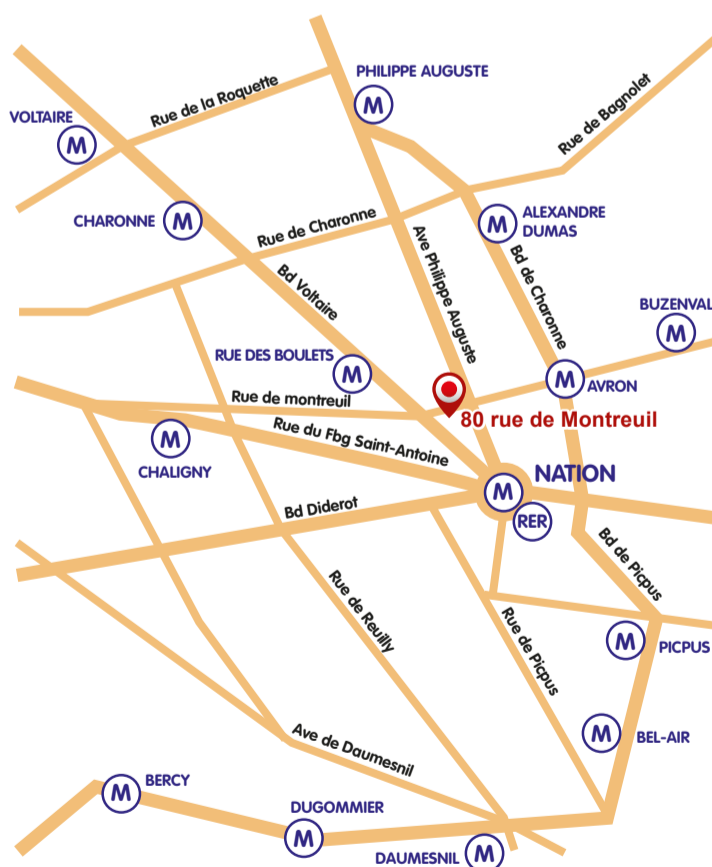 PHILIPPE AUGUSTE
M
Rue de la Roquette
Rue de Bagnolet
VOLTAIRE
M
CHARONNE
M
Rue de Charonne
ALEXANDRE
DUMAS
M
Ave Philippe Auguste
Bd de Charonne
Bd Voltaire
BUZENVAL
M
RUE DES BOULETS
M
M
AVRON
Rue de montreuil
80 rue de Montreuil
Rue du Fbg Saint-Antoine
M
CHALIGNY
NATION
M
RER
Bd Diderot
Bd de Picpus
Rue de Reuilly
Rue de Picpus
M
PICPUS
M
BEL-AIR
Ave de Daumesnil
BERCY
M
DUGOMMIER
M
DAUMESNIL
M